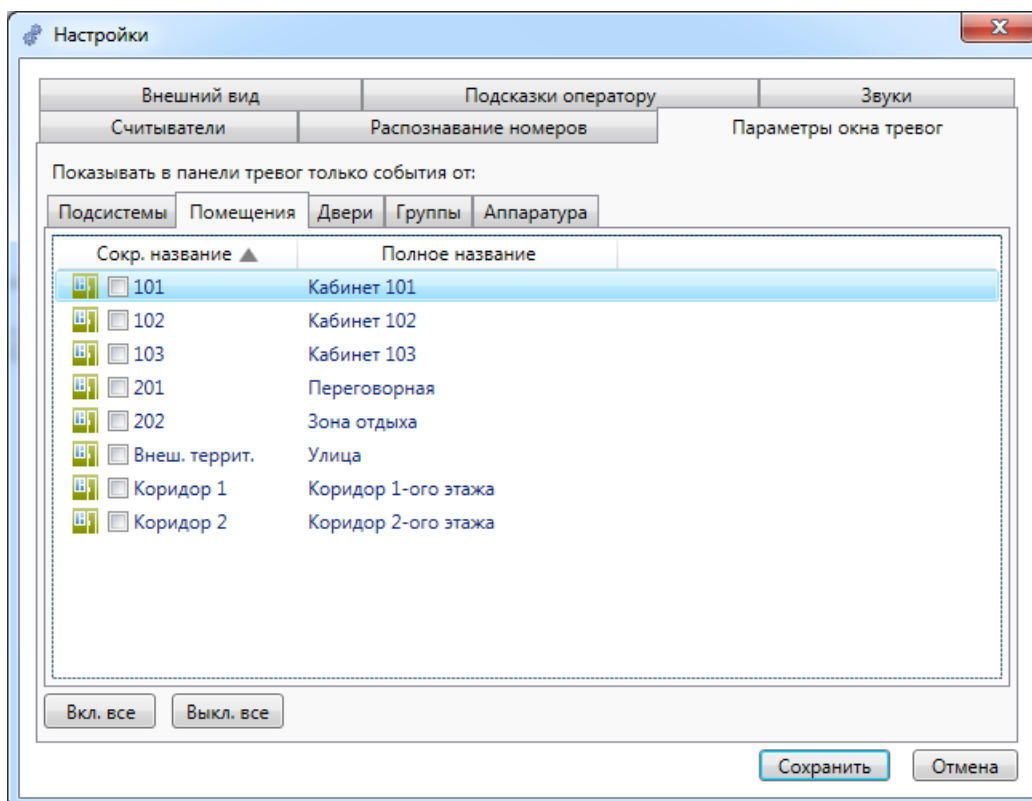 Настройки
Внешний вид Подсказки оператору Звуки
Считыватели Распознавание номеров Параметры окна тревог
Показывать в панели тревог только события от:
Подсистемы Помещения Двери Группы Аппаратура
Сокр. название Полное название
101 Кабинет 101
102 Кабинет 102
103 Кабинет 103
201 Переговорная
202 Зона отдыха
Внеш. террит. Улица
Коридор 1 Коридор 1-ого этажа
Коридор 2 Коридор 2-ого этажа
Вкл. все Выкл. все
Сохранить Отмена